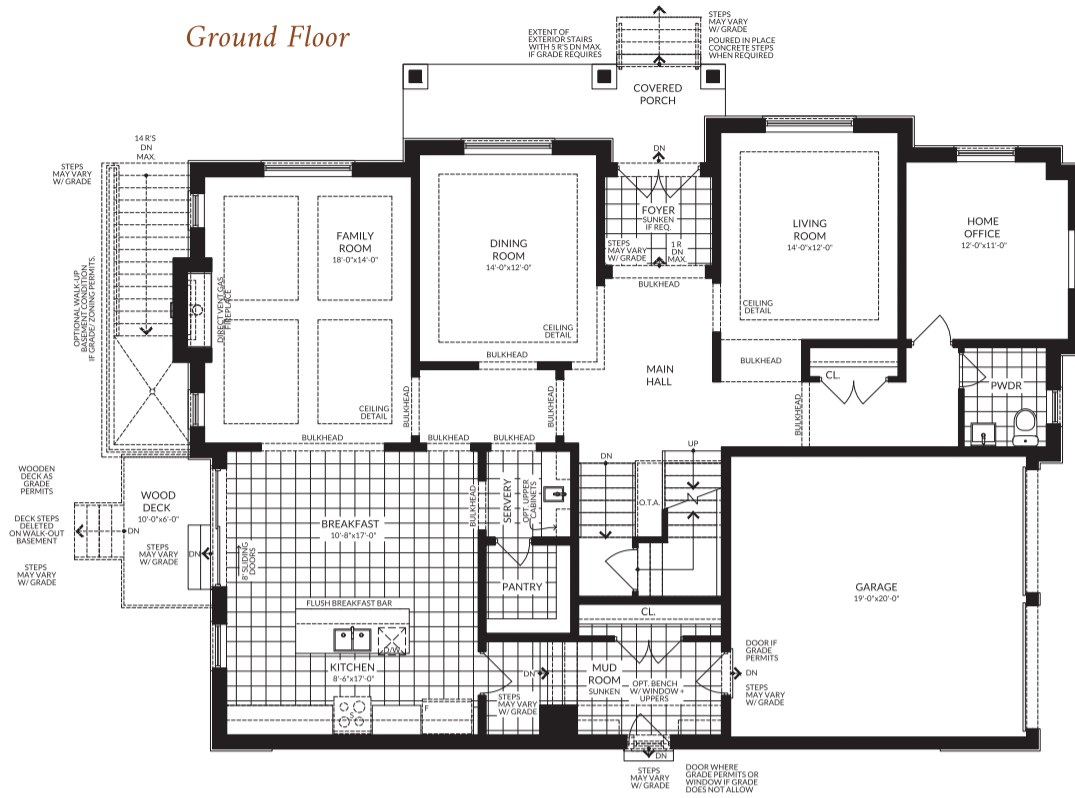 Ground Floor
EXTENT OF
EXTERIOR STAIRS
WITH 5 R'S DN MAX.
IF GRADE REQUIRES
STEPS
MAY VARY
W/ GRADE
POURED IN PLACE
CONCRETE STEPS
WHEN REQUIRED
COVERED
PORCH
14 R'S
DN
MAX.
STEPS
MAY VARY
W/ GRADE
OPTIONAL WALK-UP
BASEMENT CONDITION
IF GRADE/ ZONING PERMITS.
DIRECT VENT GAS
FIREPLACE
FAMILY
ROOM
18'-0"x14'-0"
CEILING
DETAIL
DINING
ROOM
14'-0"x12'-0"
CEILING
DETAIL
BULKHEAD
DN
FOYER
SUNKEN
IF REQ.
STEPS
MAY VARY
W/ GRADE
1 R
DN
MAX.
BULKHEAD
LIVING
ROOM
14'-0"x12'-0"
CEILING
DETAIL
BULKHEAD
HOME
OFFICE
12'-0"x11'-0"
MAIN
HALL
CL.
PWDR
BULKHEAD
BULKHEAD
BULKHEAD
BULKHEAD
BULKHEAD
BULKHEAD
WOODEN
DECK AS
GRADE
PERMITS
DECK STEPS
DELETED
ON WALK-OUT
BASEMENT
STEPS
MAY VARY
W/ GRADE
WOOD
DECK
10'-0"x6'-0"
DN
STEPS
MAY VARY
W/ GRADE
DN
8' SLIDING
DOORS
BREAKFAST
10'-8"x17'-0"
BULKHEAD
SERVERY
OPT. UPPER
CABINETS
PANTRY
DN
UP
O.T.A.
FLUSH BREAKFAST BAR
D/W
KITCHEN
8'-6"x17'-0"
S
F
DN
STEPS
MAY VARY
W/ GRADE
CL.
MUD
ROOM
SUNKEN
OPT. BENCH
W/ WINDOW +
UPPERS
DOOR IF
GRADE
PERMITS
DN
STEPS
MAY VARY
W/ GRADE
GARAGE
19'-0"x20'-0"
DN
STEPS
MAY VARY
W/ GRADE
DOOR WHERE
GRADE PERMITS OR
WINDOW IF GRADE
DOES NOT ALLOW